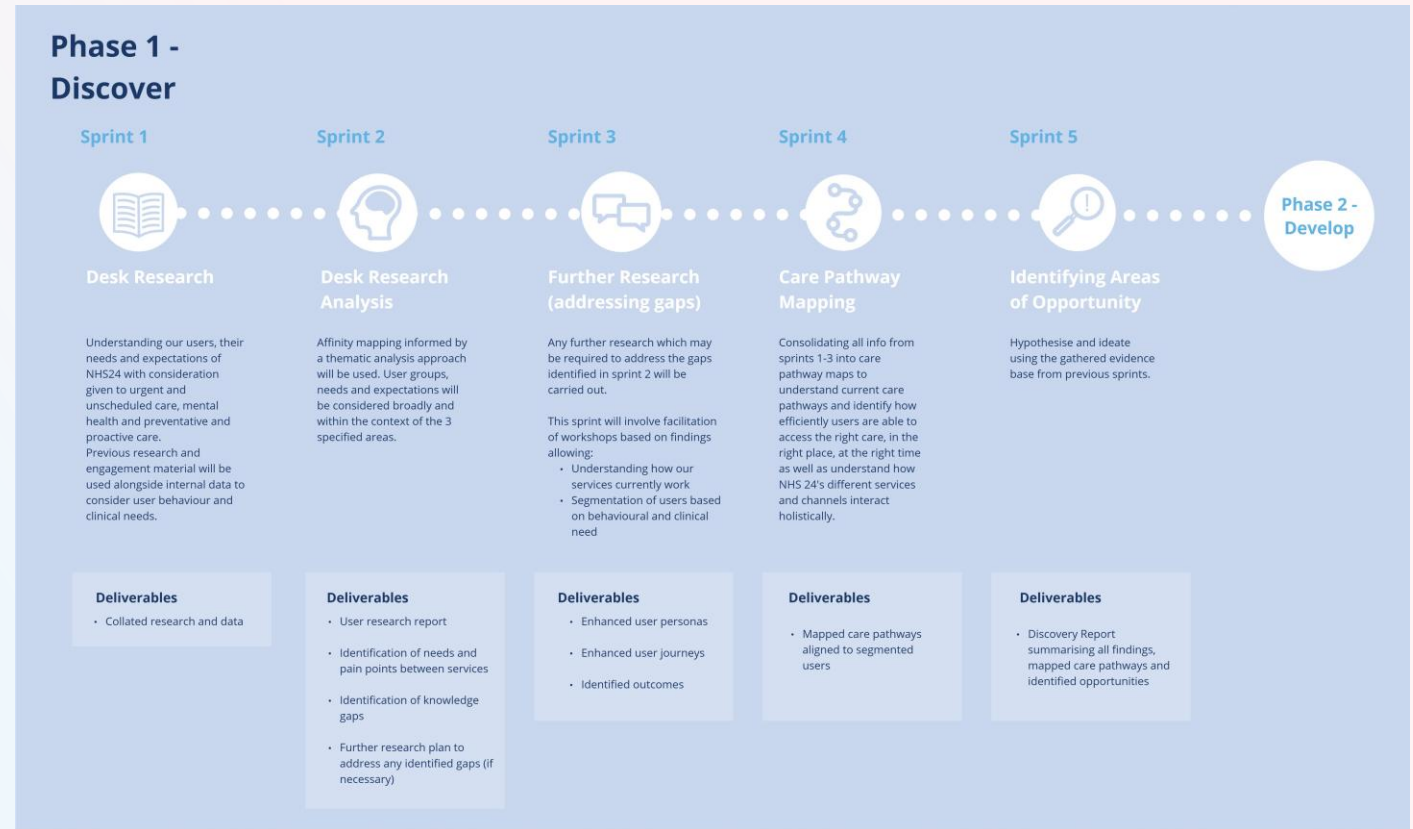 Phase 1 -
Discover
Sprint 1
Sprint 2
Sprint 3
Sprint 4
Sprint 5
Phase 2 -
Develop
Desk Research
Understanding our users, their
needs and expectations of
NHS24 with consideration
given to urgent and
unscheduled care, mental
health and preventative and
proactive care.
Previous research and
engagement material will be
used alongside internal data to
consider user behaviour and
clinical needs.
Deliverables
• Collated research and data
Desk Research
Analysis
Affinity mapping informed by
a thematic analysis approach
will be used. User groups,
needs and expectations will
be considered broadly and
within the context of the 3
specified areas.
Deliverables
• User research report
• Identification of needs and
pain points between services
• Identification of knowledge
gaps
• Further research plan to
address any identified gaps (if
necessary)
Further Research
(addressing gaps)
Any further research which may
be required to address the gaps
identified in sprint 2 will be
carried out.
This sprint will involve facilitation
of workshops based on findings
allowing:
• Understanding how our
services currently work
• Segmentation of users based
on behavioural and clinical
need
Deliverables
• Enhanced user personas
• Enhanced user journeys
• Identified outcomes
Care Pathway
Mapping
Consolidating all info from
sprints 1-3 into care
pathway maps to
understand current care
pathways and identify how
efficiently users are able to
access the right care, in the
right place, at the right time
as well as understand how
NHS 24's different services
and channels interact
holistically.
Deliverables
• Mapped care pathways
aligned to segmented
users
Identifying Areas
of Opportunity
Hypothesise and ideate
using the gathered evidence
base from previous sprints.
Deliverables
• Discovery Report
summarising all findings,
mapped care pathways and
identified opportunities